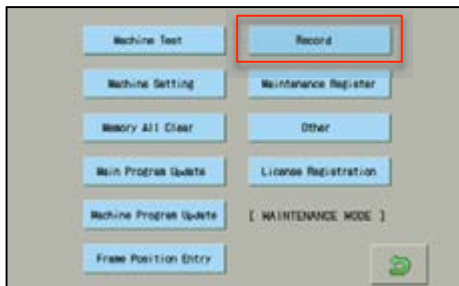 Machine Test
Record
Machine Setting
Maintenance Register
Memory All Clear
Other
Main Program Update
License Registration
Machine Program Update
[ MAINTENANCE MODE ]
Frame Position Entry